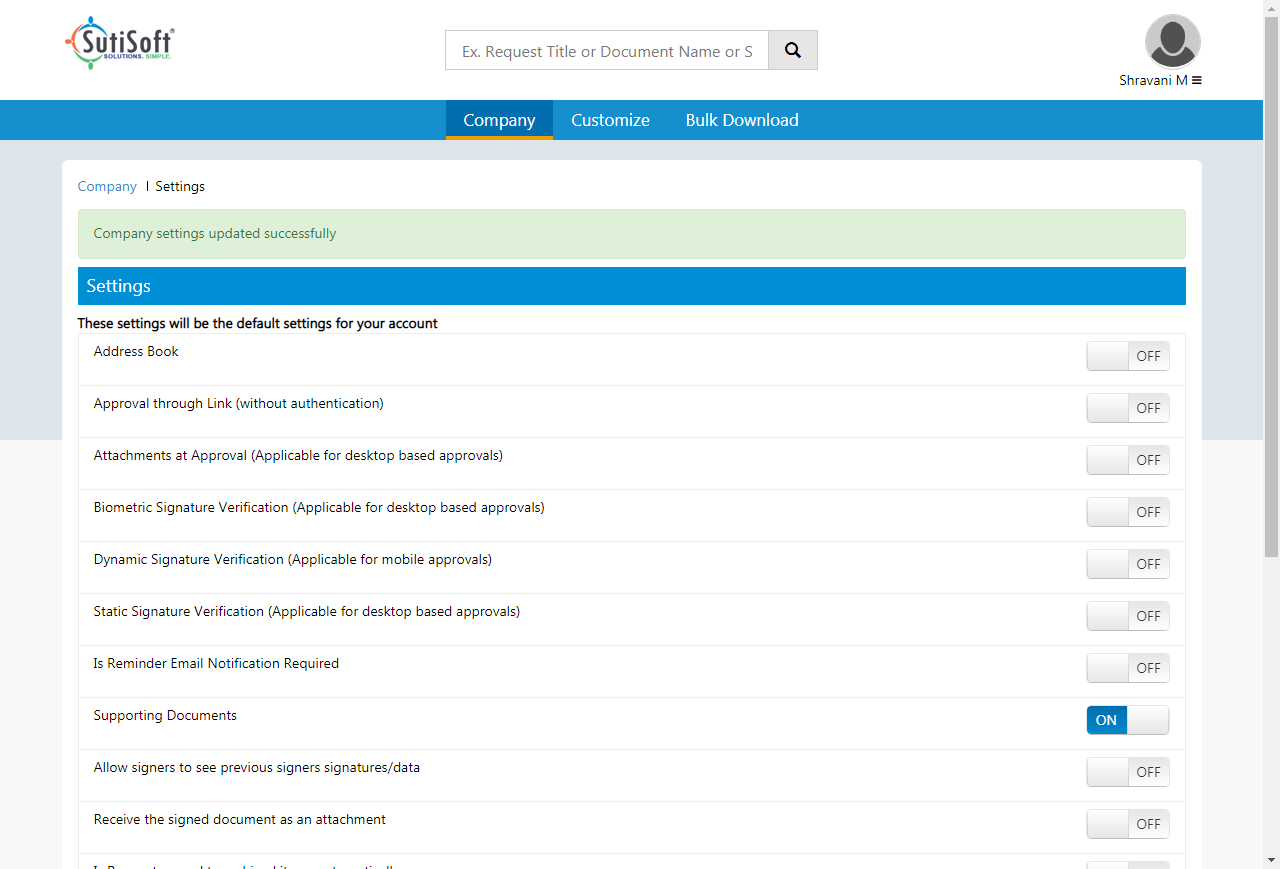 SutiSoft®
SOLUTIONS. SIMPLE.
Ex. Request Title or Document Name or S
Shravani M
Company Customize Bulk Download
Company | Settings
Company settings updated successfully
Settings
These settings will be the default settings for your account
Address Book OFF
Approval through Link (without authentication) OFF
Attachments at Approval (Applicable for desktop based approvals) OFF
Biometric Signature Verification (Applicable for desktop based approvals) OFF
Dynamic Signature Verification (Applicable for mobile approvals) OFF
Static Signature Verification (Applicable for desktop based approvals) OFF
Is Reminder Email Notification Required OFF
Supporting Documents ON
Allow signers to see previous signers signatures/data OFF
Receive the signed document as an attachment OFF